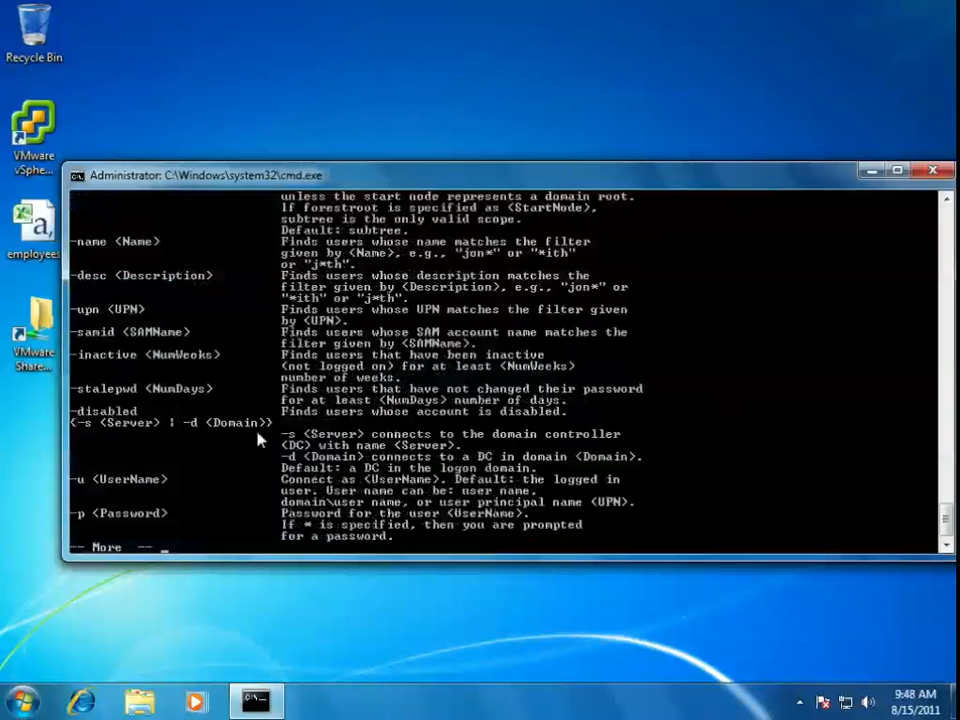 Recycle Bin
VMware
vSphe...
employees
VMware
Share...
Administrator: C:\Windows\system32\cmd.exe
unless the start node represents a domain root.
If forestroot is specified as <StartNode>,
subtree is the only valid scope.
Default: subtree.
-name <Name> Finds users whose name matches the filter
given by <Name>, e.g., "jon*" or "*ith"
or "j*th".
-desc <Description> Finds users whose description matches the
filter given by <Description>, e.g., "jon*" or
"*ith" or "j*th".
-upn <UPN> Finds users whose UPN matches the filter given
by <UPN>.
-samid <SAMName> Finds users whose SAM account name matches the
filter given by <SAMName>.
-inactive <NumWeeks> Finds users that have been inactive
(not logged on) for at least <NumWeeks>
number of weeks.
-stalepwd <NumDays> Finds users that have not changed their password
for at least <NumDays> number of days.
-disabled Finds users whose account is disabled.
{-s <Server> | -d <Domain>}
-s <Server> connects to the domain controller
(DC) with name <Server>.
-d <Domain> connects to a DC in domain <Domain>.
Default: a DC in the logon domain.
-u <UserName> Connect as <UserName>. Default: the logged in
user. User name can be: user name,
domain\user name, or user principal name (UPN).
-p <Password> Password for the user <UserName>.
If * is specified, then you are prompted
for a password.
-- More -- _
9:48 AM
8/15/2011